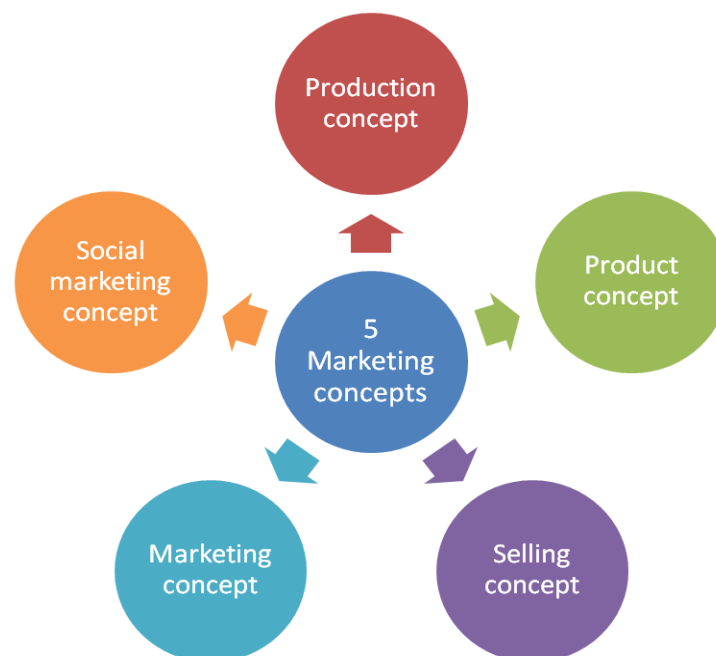 Production
concept
Product
concept
Selling
concept
Marketing
concept
Social
marketing
concept
5
Marketing
concepts